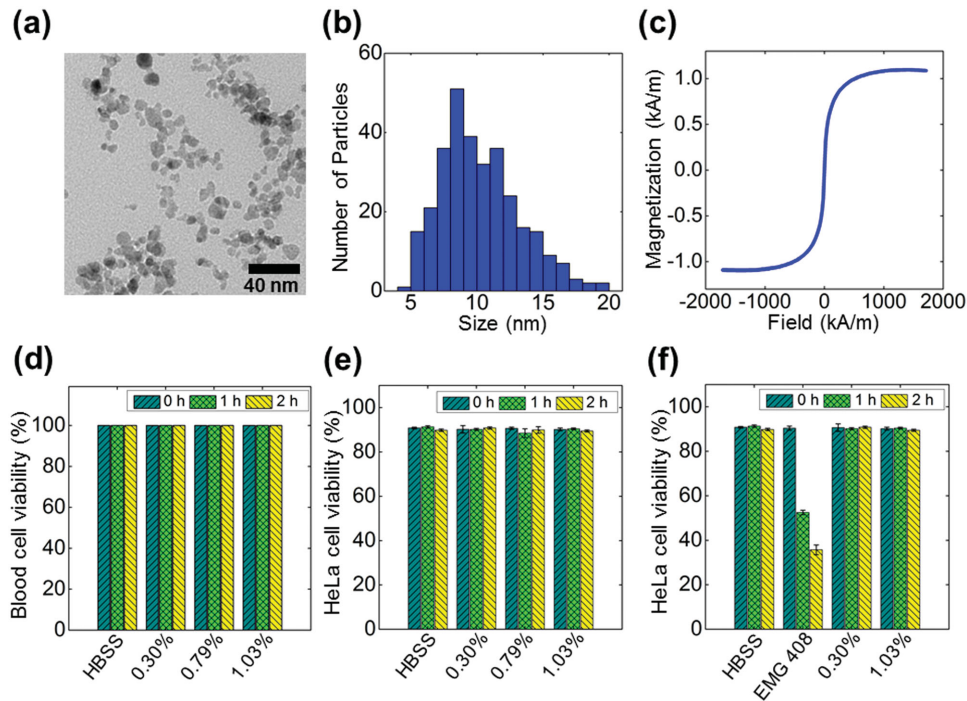 (a)
40 nm
(b)
Number of Particles
60
40
20
0
5 10 15 20
Size (nm)
(c)
Magnetization (kA/m)
1.0
0.5
0.0
-0.5
-1.0
-2000 -1000 0 1000 2000
Field (kA/m)
(d)
Blood cell viability (%)
0 h 1 h 2 h
100
80
60
40
20
0
HBSS 0.30% 0.79% 1.03%
(e)
HeLa cell viability (%)
0 h 1 h 2 h
100
80
60
40
20
0
HBSS 0.30% 0.79% 1.03%
(f)
HeLa cell viability (%)
0 h 1 h 2 h
100
80
60
40
20
0
HBSS EMG 408 0.30% 1.03%